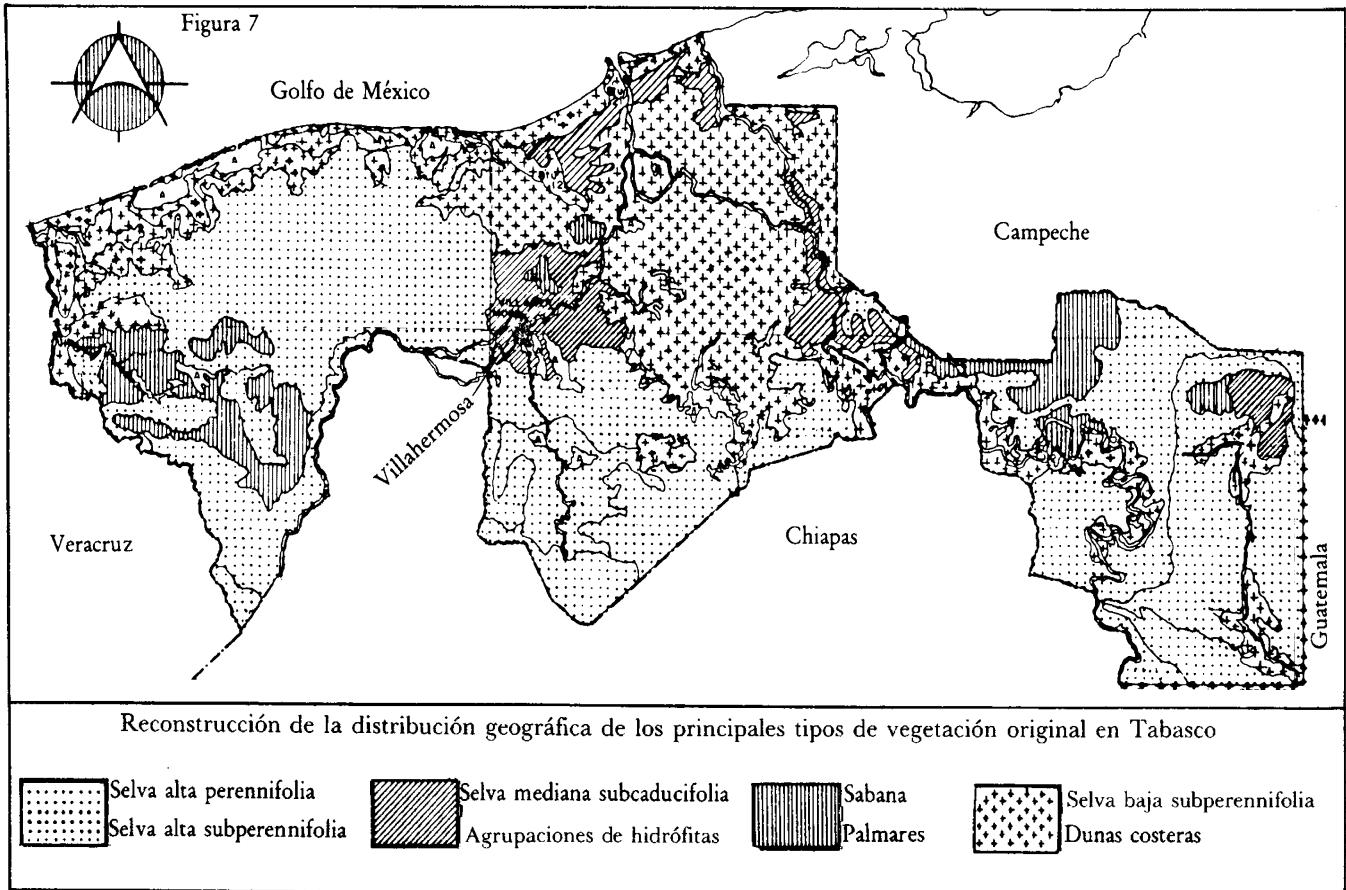 Figura 7
Golfo de México
Campeche
Villahermosa
Veracruz
Chiapas
Guatemala
Reconstrucción de la distribución geográfica de los principales tipos de vegetación original en Tabasco
Selva alta perennifolia
Selva alta subperennifolia
Selva mediana subcaducifolia
Agrupaciones de hidrófitas
Sabana
Palmares
Selva baja subperennifolia
Dunas costeras